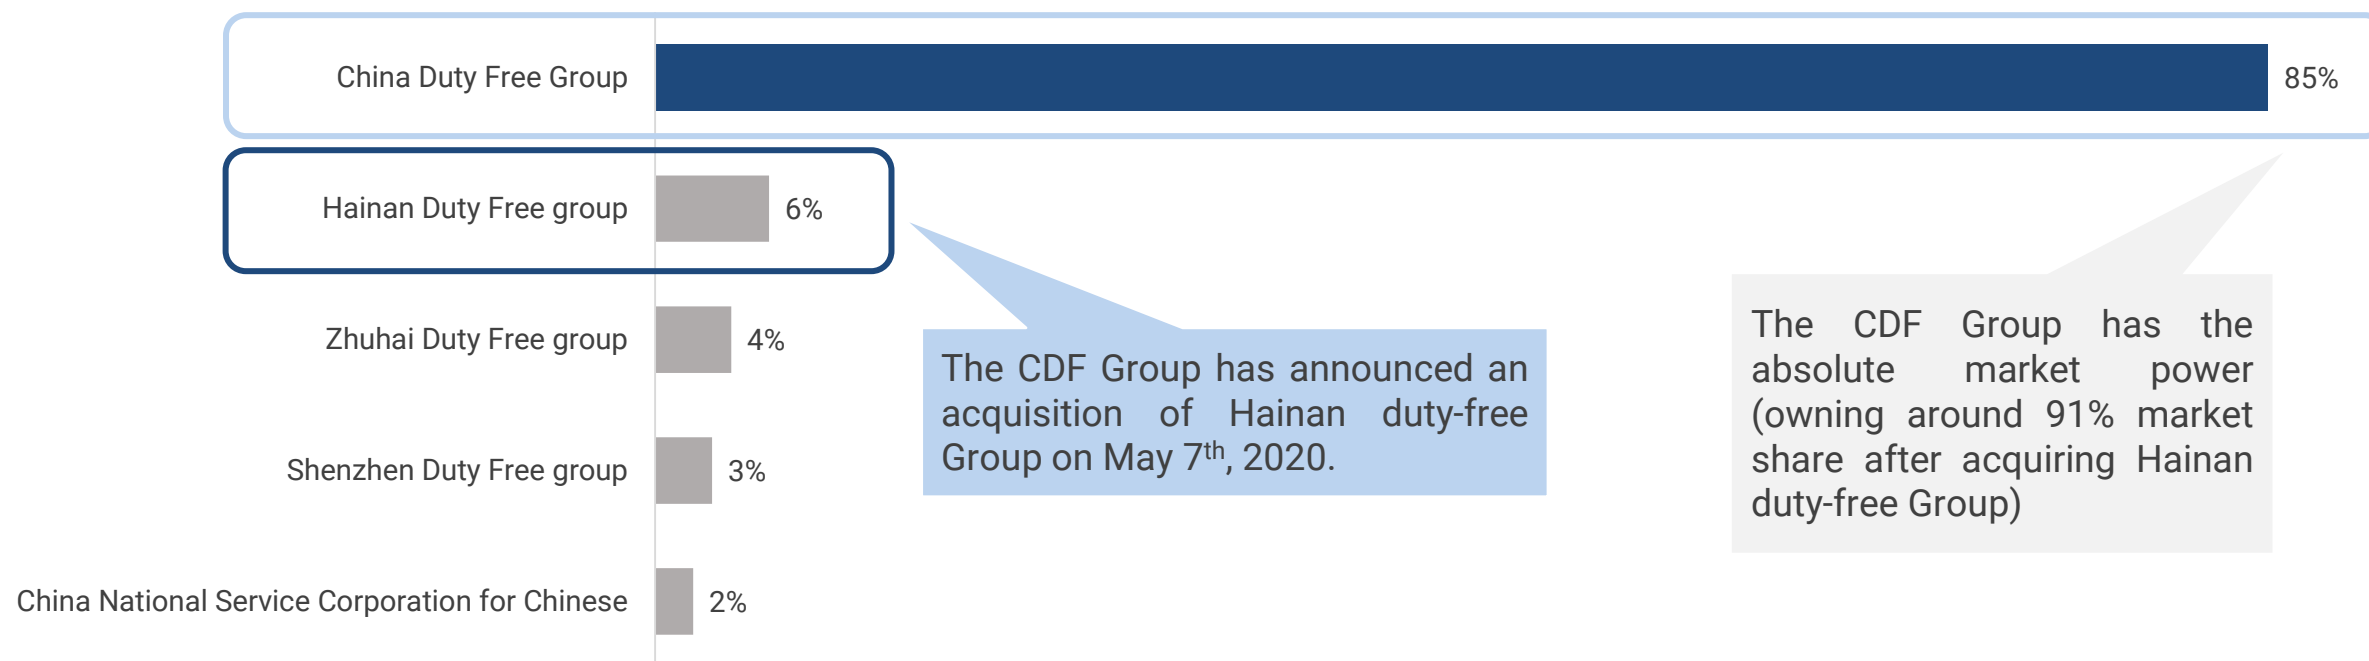 China Duty Free Group
85%
Hainan Duty Free group
6%
Zhuhai Duty Free group
4%
Shenzhen Duty Free group
3%
China National Service Corporation for Chinese
2%
The CDF Group has announced an
acquisition of Hainan duty-free
Group on May 7th, 2020.
The CDF Group has the
absolute market power
(owning around 91% market
share after acquiring Hainan
duty-free Group)